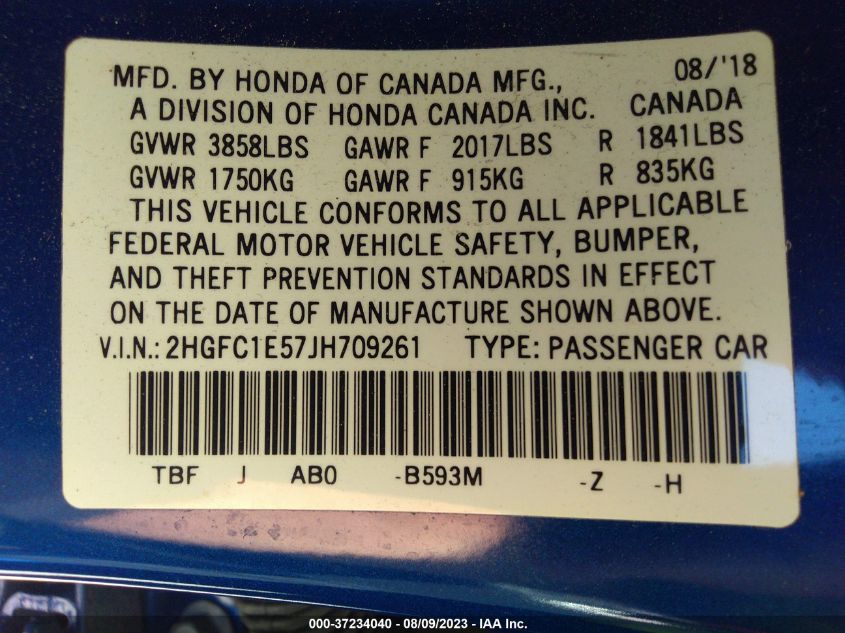 MFD. BY HONDA OF CANADA MFG., 08/'18
A DIVISION OF HONDA CANADA INC. CANADA
GVWR 3858LBS GAWR F 2017LBS R 1841LBS
GVWR 1750KG GAWR F 915KG R 835KG
THIS VEHICLE CONFORMS TO ALL APPLICABLE
FEDERAL MOTOR VEHICLE SAFETY, BUMPER,
AND THEFT PREVENTION STANDARDS IN EFFECT
ON THE DATE OF MANUFACTURE SHOWN ABOVE.
V.I.N.: 2HGFC1E57JH709261 TYPE: PASSENGER CAR
TBF J AB0 -B593M -Z -H
000-37234040 - 08/09/2023 - IAA Inc.